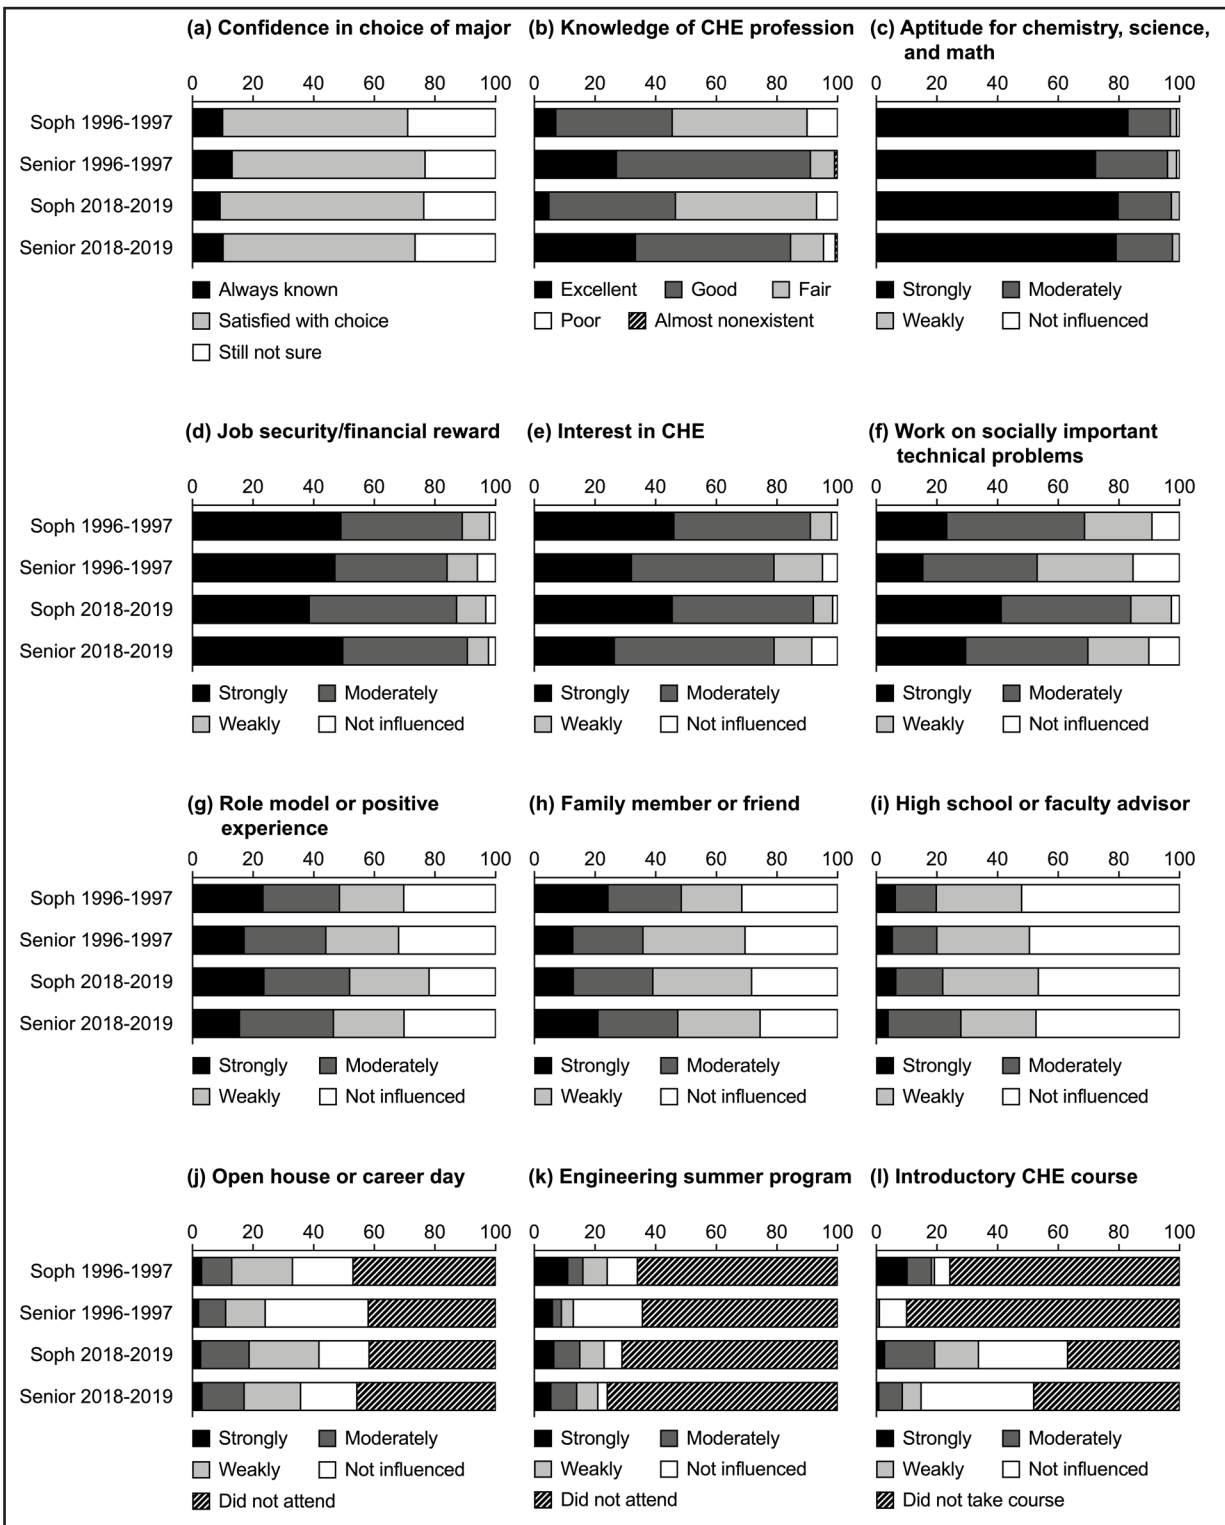 (a) Confidence in choice of major
(b) Knowledge of CHE profession
(c) Aptitude for chemistry, science,
and math
0 20 40 60 80 100
0 20 40 60 80 100
0 20 40 60 80 100
Soph 1996-1997
Senior 1996-1997
Soph 2018-2019
Senior 2018-2019
Always known
Satisfied with choice
Still not sure
Excellent Good Fair
Poor Almost nonexistent
Strongly Moderately
Weakly Not influenced
(d) Job security/financial reward
(e) Interest in CHE
(f) Work on socially important
technical problems
0 20 40 60 80 100
0 20 40 60 80 100
0 20 40 60 80 100
Soph 1996-1997
Senior 1996-1997
Soph 2018-2019
Senior 2018-2019
Strongly Moderately
Weakly Not influenced
Strongly Moderately
Weakly Not influenced
Strongly Moderately
Weakly Not influenced
(g) Role model or positive
experience
(h) Family member or friend
(i) High school or faculty advisor
0 20 40 60 80 100
0 20 40 60 80 100
0 20 40 60 80 100
Soph 1996-1997
Senior 1996-1997
Soph 2018-2019
Senior 2018-2019
Strongly Moderately
Weakly Not influenced
Strongly Moderately
Weakly Not influenced
Strongly Moderately
Weakly Not influenced
(j) Open house or career day
(k) Engineering summer program
(l) Introductory CHE course
0 20 40 60 80 100
0 20 40 60 80 100
0 20 40 60 80 100
Soph 1996-1997
Senior 1996-1997
Soph 2018-2019
Senior 2018-2019
Strongly Moderately
Weakly Not influenced
Did not attend
Strongly Moderately
Weakly Not influenced
Did not attend
Strongly Moderately
Weakly Not influenced
Did not take course